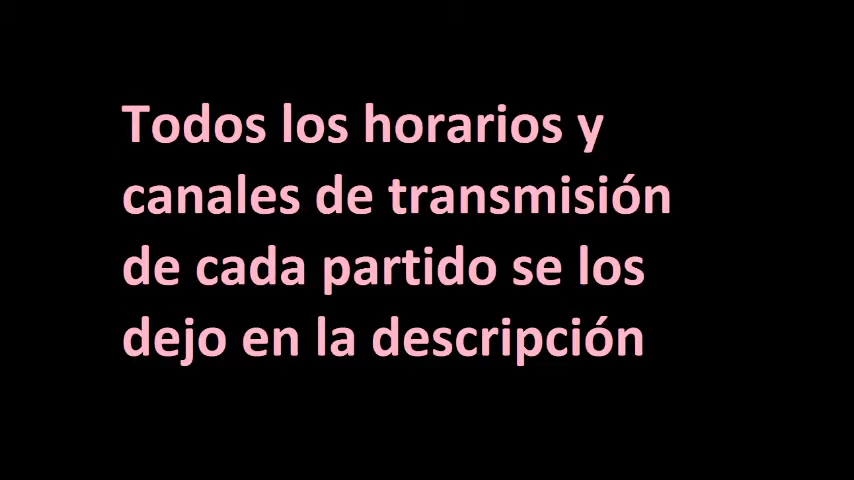 Todos los horarios y
canales de transmisión
de cada partido se los
dejo en la descripción